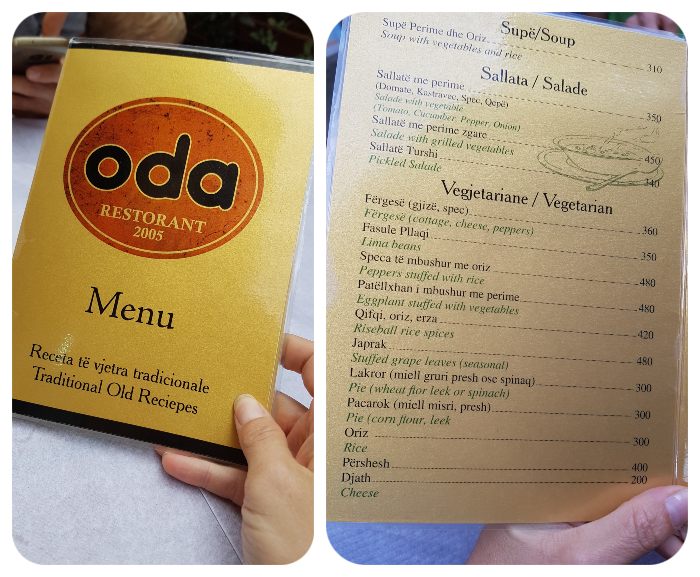 oda
RESTORANT
2005
Menu
Receta të vjetra tradicionale
Traditional Old Reciepes
Supë/Soup
Supë Perime dhe Oriz 310
Soup with vegetables and rice
Sallata / Salade
Sallatë me perime 350
(Domate, Kastravec, Spec, Qepë)
Salade with vegetable
(Tomato, Cucumber, Pepper, Onion)
Sallatë me perime zgare 450
Salade with grilled vegetables
Sallatë Turshi 340
Pickled Salade
Vegjetariane / Vegetarian
Fërgesë (gjizë, spec) 360
Fërgesë (cottage, cheese, peppers)
Fasule Pllaqi 350
Lima beans
Speca të mbushur me oriz 480
Peppers stuffed with rice
Patëllxhan i mbushur me perime 480
Eggplant stuffed with vegetables
Qifqi, oriz, erza 420
Riseball rice spices
Japrak 480
Stuffed grape leaves (seasonal)
Lakror (miell gruri presh ose spinaq) 300
Pie (wheat flor leek or spinach)
Pacarok (miell misri, presh) 300
Pie (corn flour, leek
Oriz 300
Rice
Përshesh 400
Djath 200
Cheese